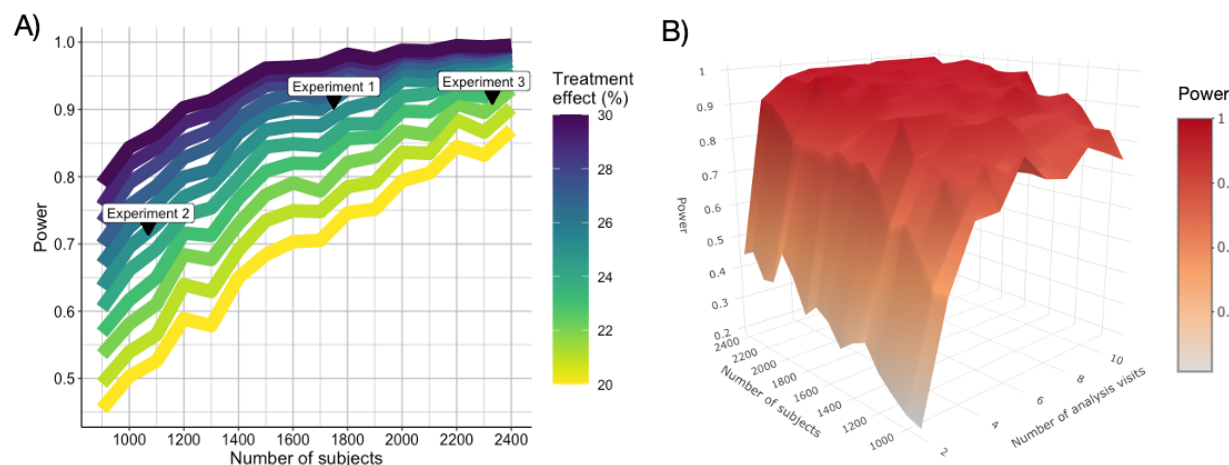 A)
1.0
0.9
0.8
0.7
0.6
0.5
Power
Experiment 1
Experiment 2
Experiment 3
1000 1200 1400 1600 1800 2000 2200 2400
Number of subjects
Treatment
effect (%)
30
28
26
24
22
20
B)
1
0.9
0.8
0.7
0.6
0.5
0.4
0.3
0.2
Power
2400
2200
2000
1800
1600
1400
1200
1000
Number of subjects
2
4
6
8
10
Number of analysis visits
Power
1
0.
0.
0.
0.